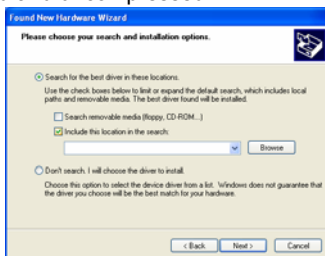 Found New Hardware Wizard
Please choose your search and installation options.
Search for the best driver in these locations.
Use the check boxes below to limit or expand the default search, which includes local
paths and removable media. The best driver found will be installed.
Search removable media (floppy, CD-ROM...)
Include this location in the search:
Browse
Don't search. I will choose the driver to install.
Choose this option to select the device driver from a list. Windows does not guarantee that
the driver you choose will be the best match for your hardware.
< Back
Next >
Cancel